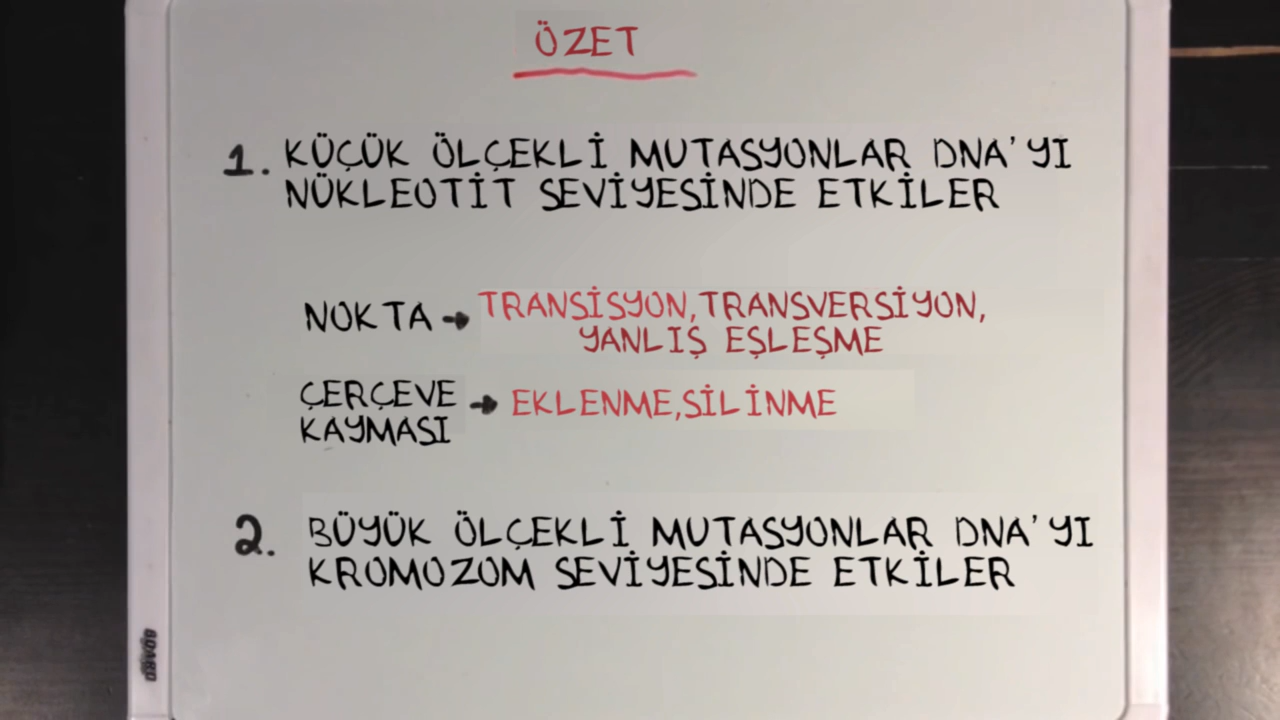 ÖZET
1. KÜÇÜK ÖLÇEKLİ MUTASYONLAR DNA'YI
NÜKLEOTİT SEVİYESİNDE ETKİLER
NOKTA → TRANSİSYON, TRANSVERSİYON,
YANLIŞ EŞLEŞME
ÇERÇEVE
KAYMASI → EKLENME, SİLİNME
2. BÜYÜK ÖLÇEKLİ MUTASYONLAR DNA'YI
KROMOZOM SEVİYESİNDE ETKİLER
BOARD